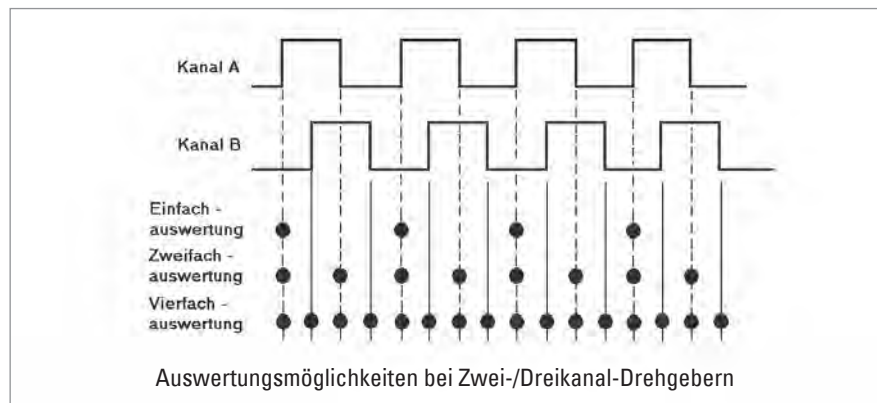 Kanal A
Kanal B
Einfach -
auswertung
Zweifach -
auswertung
Vierfach -
auswertung
Auswertungsmöglichkeiten bei Zwei-/Dreikanal-Drehgebern